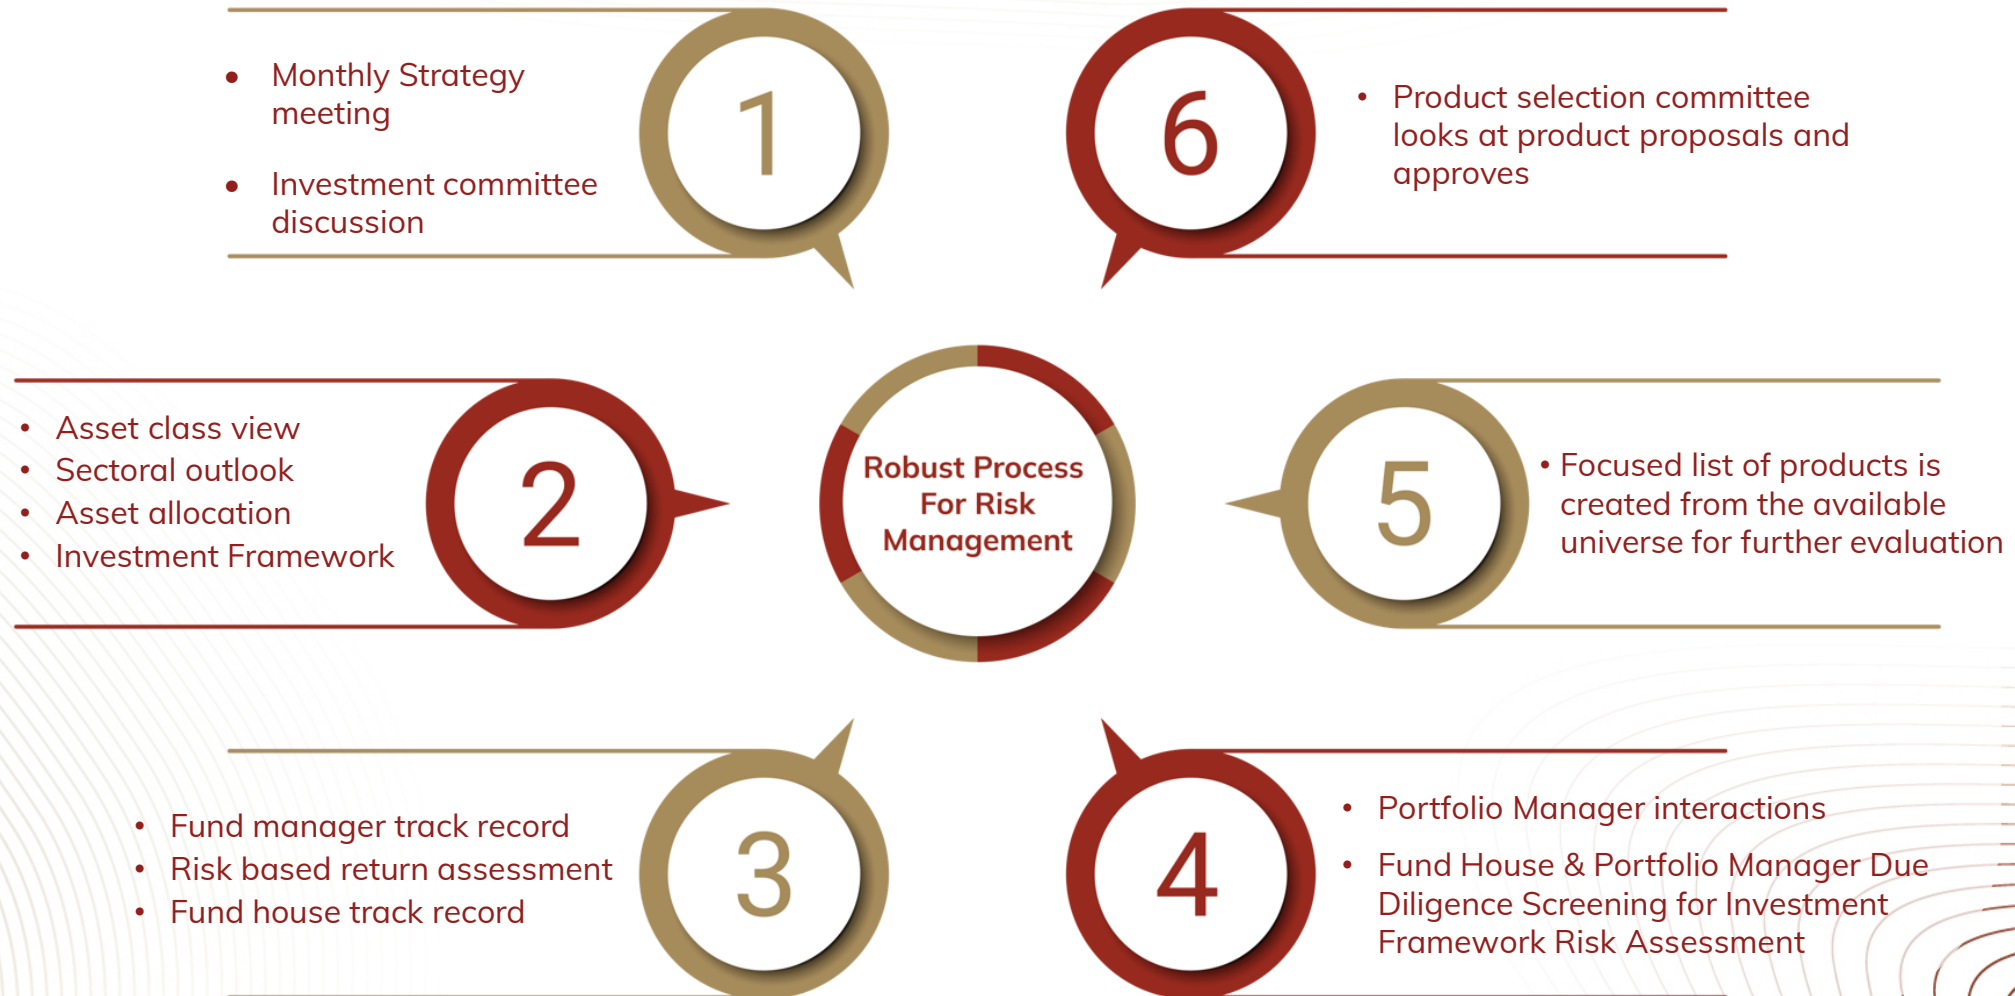 1
• Monthly Strategy
meeting
• Investment committee
discussion
2
• Asset class view
• Sectoral outlook
• Asset allocation
• Investment Framework
3
• Fund manager track record
• Risk based return assessment
• Fund house track record
Robust Process
For Risk
Management
4
• Portfolio Manager interactions
• Fund House & Portfolio Manager Due
Diligence Screening for Investment
Framework Risk Assessment
5
• Focused list of products is
created from the available
universe for further evaluation
6
• Product selection committee
looks at product proposals and
approves